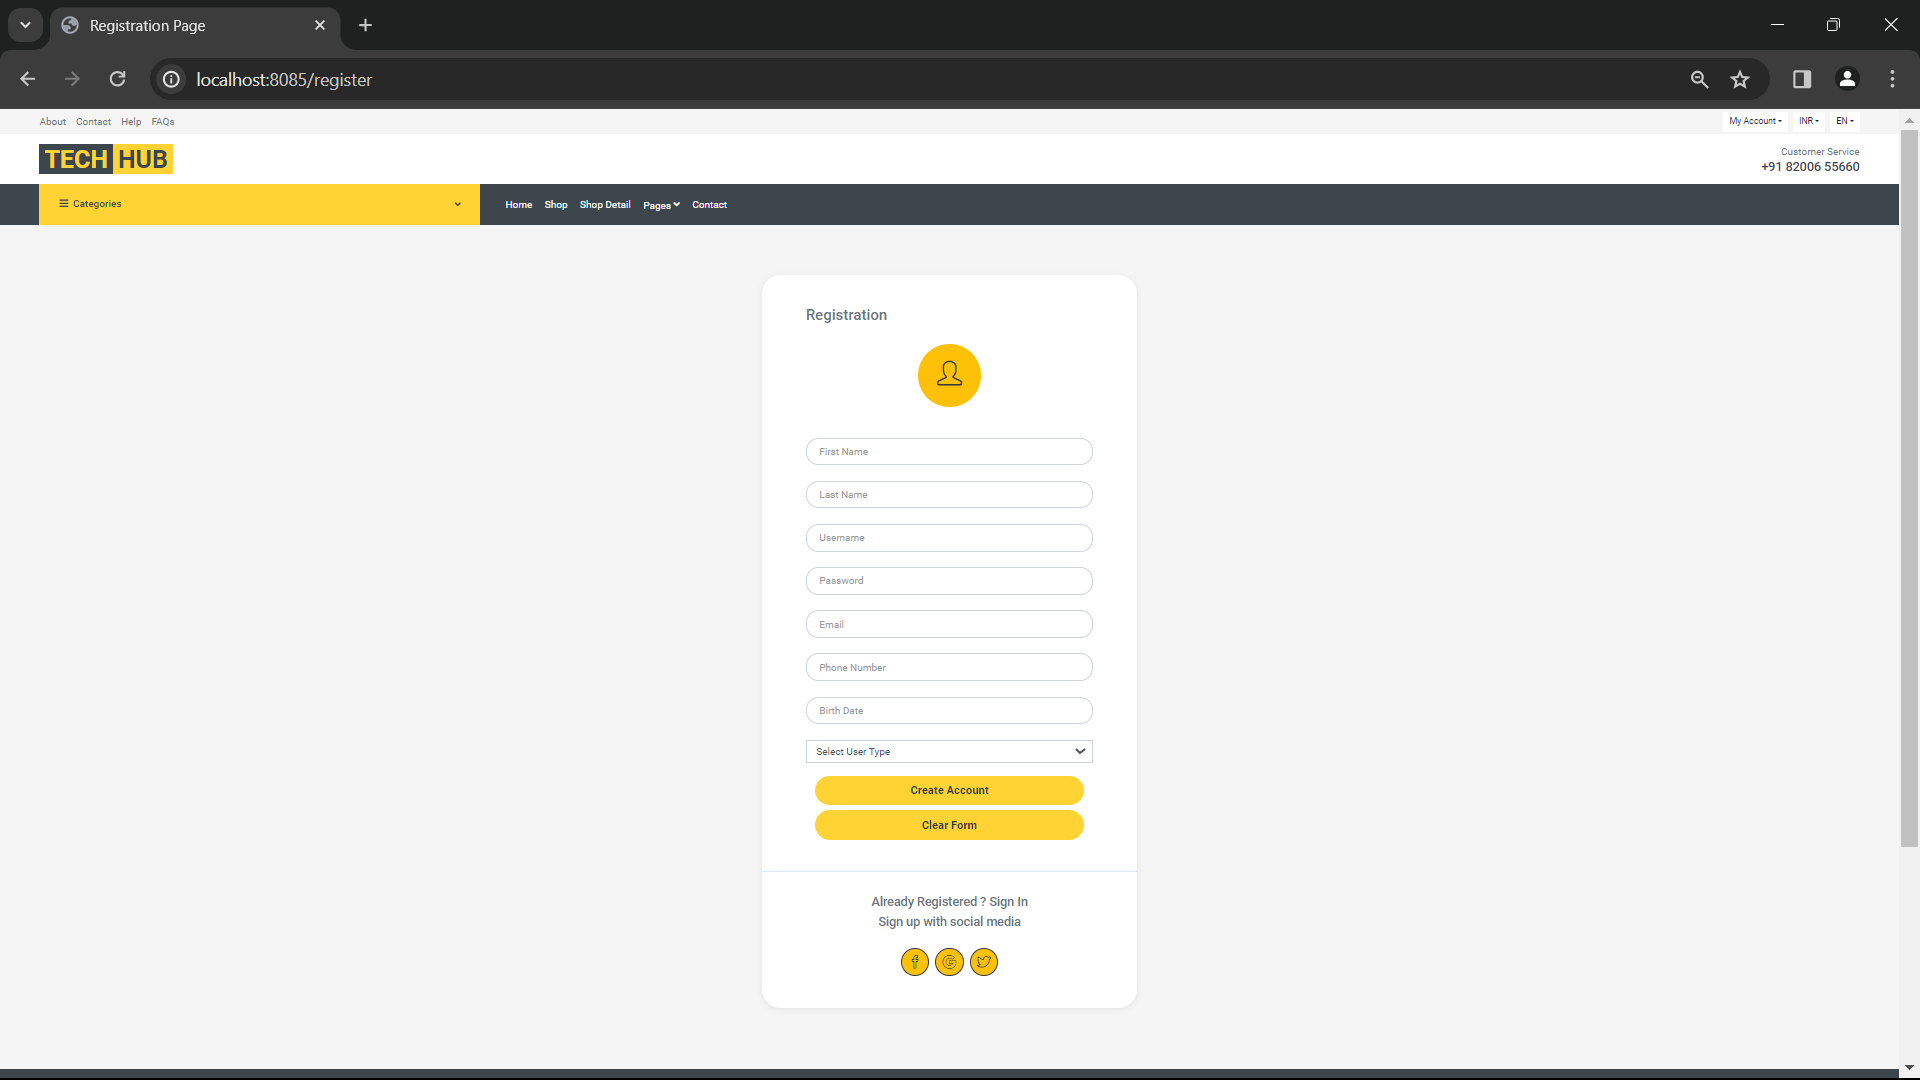 Registration Page
localhost:8085/register
About Contact Help FAQs
My Account INR EN
TECH HUB
Customer Service
+91 82006 55660
Categories
Home Shop Shop Detail Pages Contact
Registration
First Name
Last Name
Username
Password
Email
Phone Number
Birth Date
Select User Type
Create Account
Clear Form
Already Registered ? Sign In
Sign up with social media